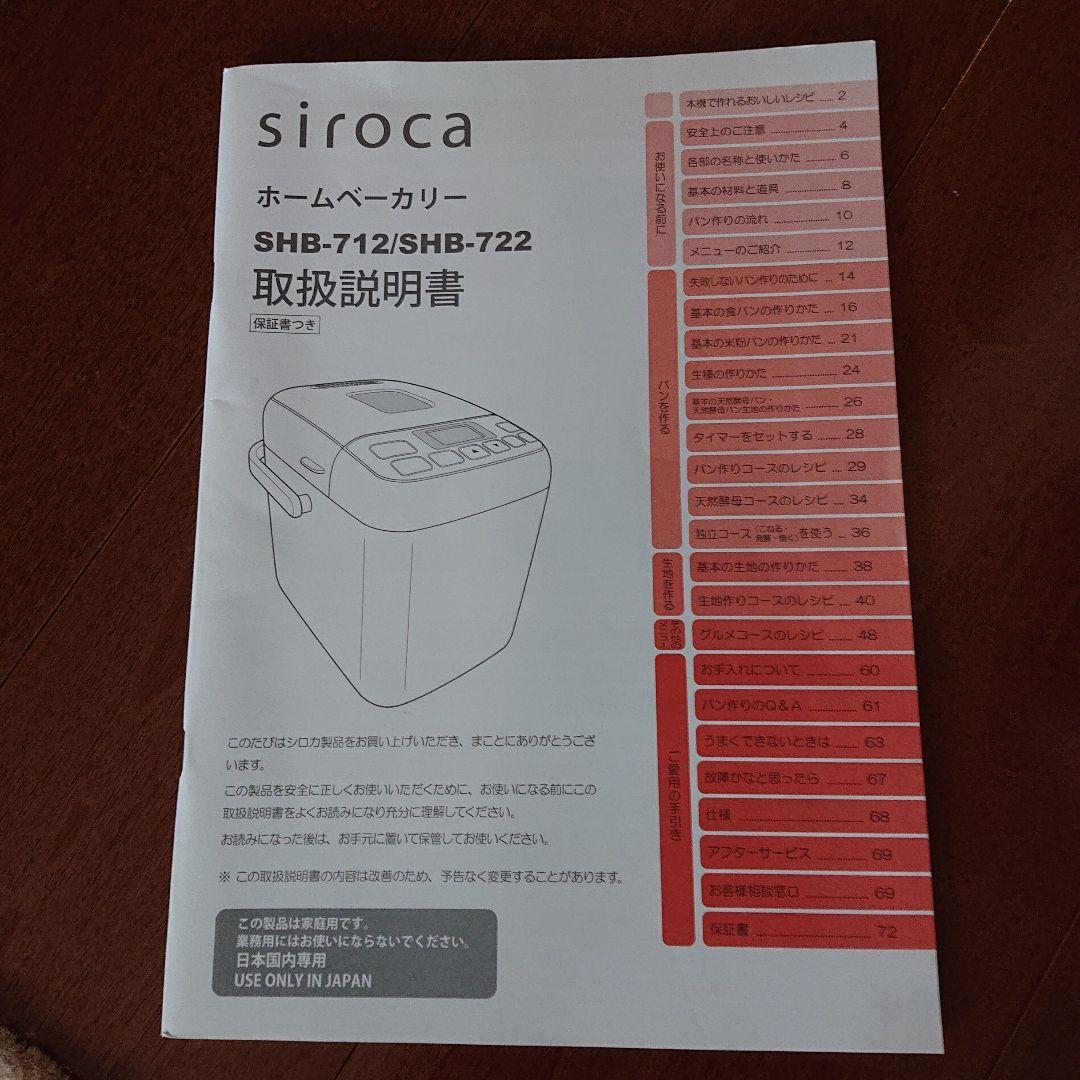 siroca
ホームベーカリー
SHB-712/SHB-722
取扱説明書
保証書つき
このたびはシロカ製品をお買い上げいただき、まことにありがとうござ
います。
この製品を安全に正しくお使いいただくために、お使いになる前にこの
取扱説明書をよくお読みになり充分に理解してください。
お読みになった後は、お手元に置いて保管してお使いください。
※ この取扱説明書の内容は改善のため、予告なく変更することがあります。
この製品は家庭用です。
業務用にはお使いにならないでください。
日本国内専用
USE ONLY IN JAPAN
本機で作れるおいしいレシピ ..... 2
お使いになる前に
安全上のご注意 ..... 4
各部の名称と使いかた ..... 6
基本の材料と道具 ..... 8
パン作りの流れ ..... 10
メニューのご紹介 ..... 12
パンを作る
失敗しないパン作りのために ... 14
基本の食パンの作りかた ... 16
基本の米粉パンの作りかた ... 21
生種の作りかた ..... 24
基本の天然酵母パン・
天然酵母パン生地の作りかた ..... 26
タイマーをセットする ..... 28
パン作りコースのレシピ ... 29
天然酵母コースのレシピ ... 34
独立コース(こねる・発酵・焼く)を使う ... 36
生地を作る
基本の生地の作りかた ..... 38
生地作りコースのレシピ ... 40
その他のメニュー
グルメコースのレシピ ..... 48
ご愛用の手引き
お手入れについて ..... 60
パン作りのQ&A ..... 61
うまくできないときは ..... 63
故障かなと思ったら ..... 67
仕様 ..... 68
アフターサービス ..... 69
お客様相談窓口 ..... 69
保証書 ..... 72